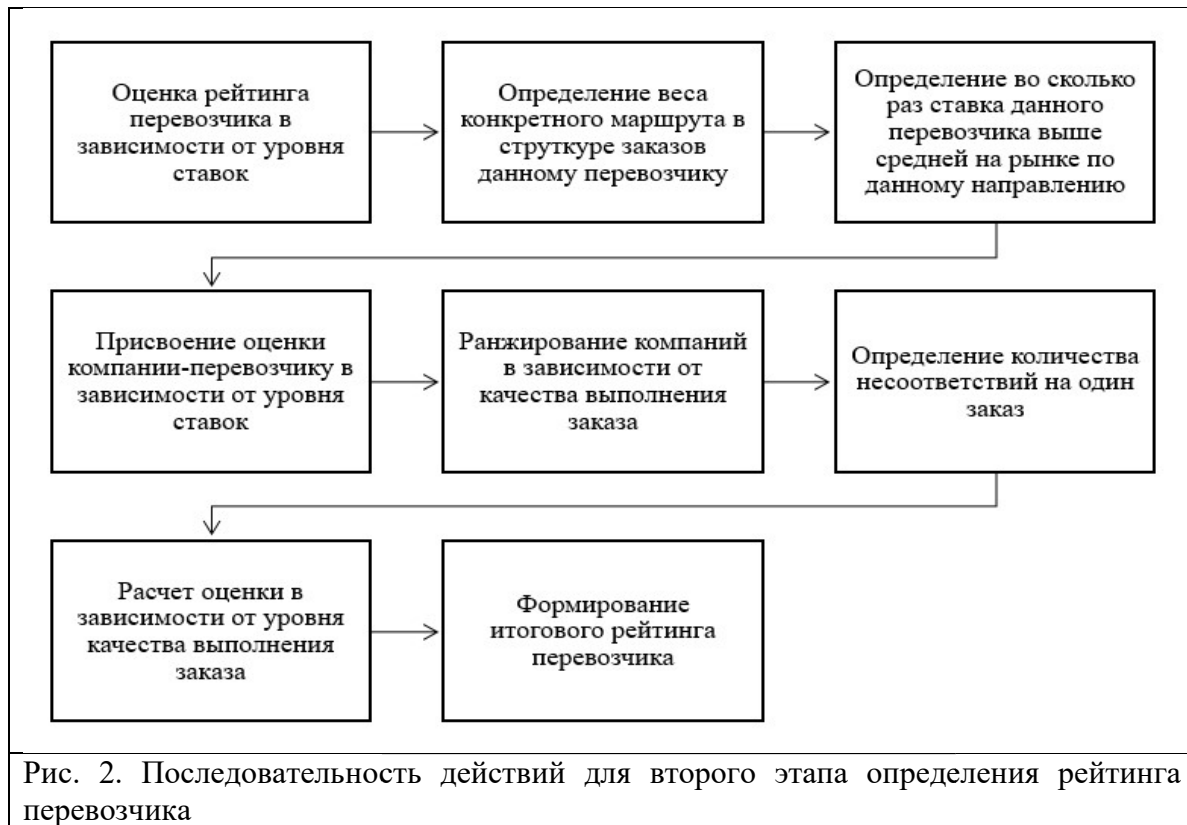 Оценка рейтинга
перевозчика в
зависимости от уровня
ставок
Определение веса
конкретного маршрута в
струткуре заказов
данному перевозчику
Определение во сколько
раз ставка данного
перевозчика выше
средней на рынке по
данному направлению
Присвоение оценки
компании-перевозчику в
зависимости от уровня
ставок
Ранжирование компаний
в зависимости от
качества выполнения
заказа
Определение количества
несоответствий на один
заказ
Расчет оценки в
зависимости от уровня
качества выполнения
заказа
Формирование
итогового рейтинга
перевозчика
Рис. 2. Последовательность действий для второго этапа определения рейтинга
перевозчика